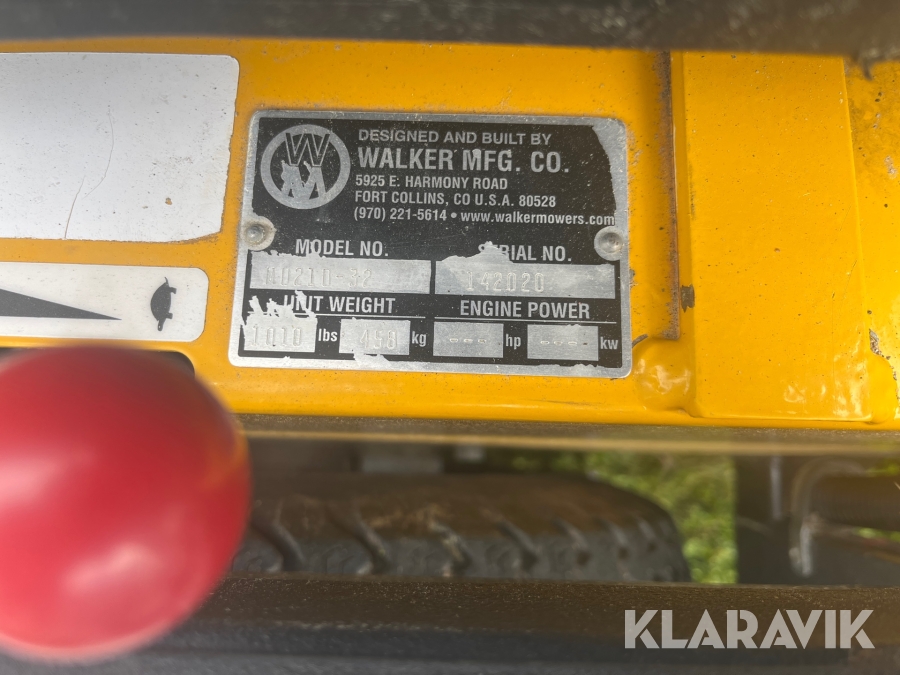 WM
DESIGNED AND BUILT BY
WALKER MFG. CO.
5925 E. HARMONY ROAD
FORT COLLINS, CO U.S.A. 80528
(970) 221-5614 • www.walkermowers.com
MODEL NO. SERIAL NO.
142020
UNIT WEIGHT ENGINE POWER
1010 lbs 458 kg hp kw
KLARAVIK